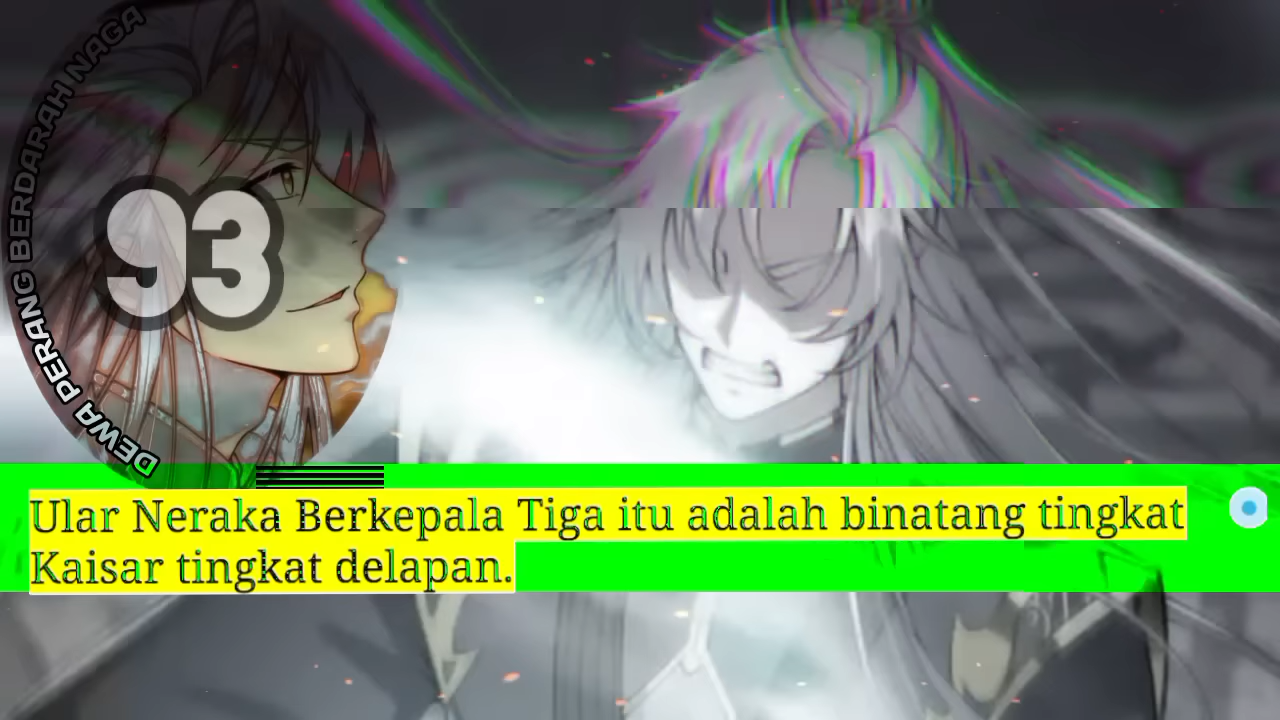 DEWA PERANG BERDARAH NAGA
93
Ular Neraka Berkepala Tiga itu adalah binatang tingkat
Kaisar tingkat delapan.